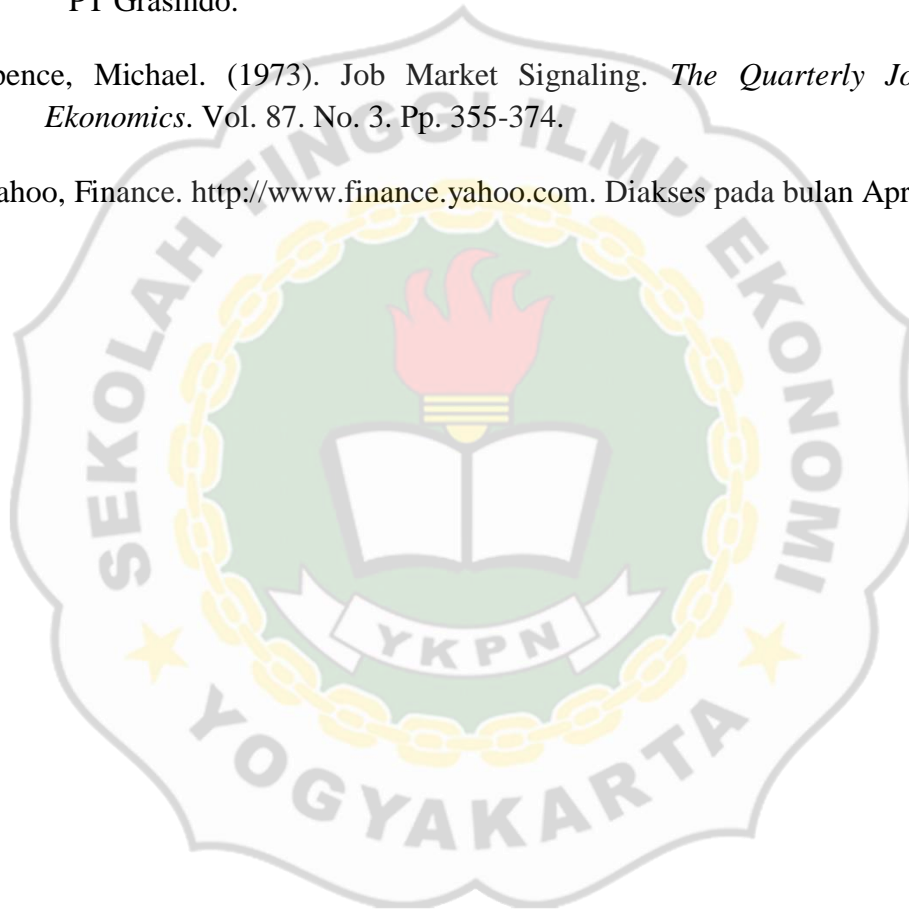 PT Grasindo.
pence, Michael. (1973). Job Market Signaling. The Quarterly Jo
Ekonomics. Vol. 87. No. 3. Pp. 355-374.
ahoo, Finance. http://www.finance.yahoo.com. Diakses pada bulan Apr
SEKOLAH TINGGI ILMU EKONOMI
YKPN
YOGYAKARTA